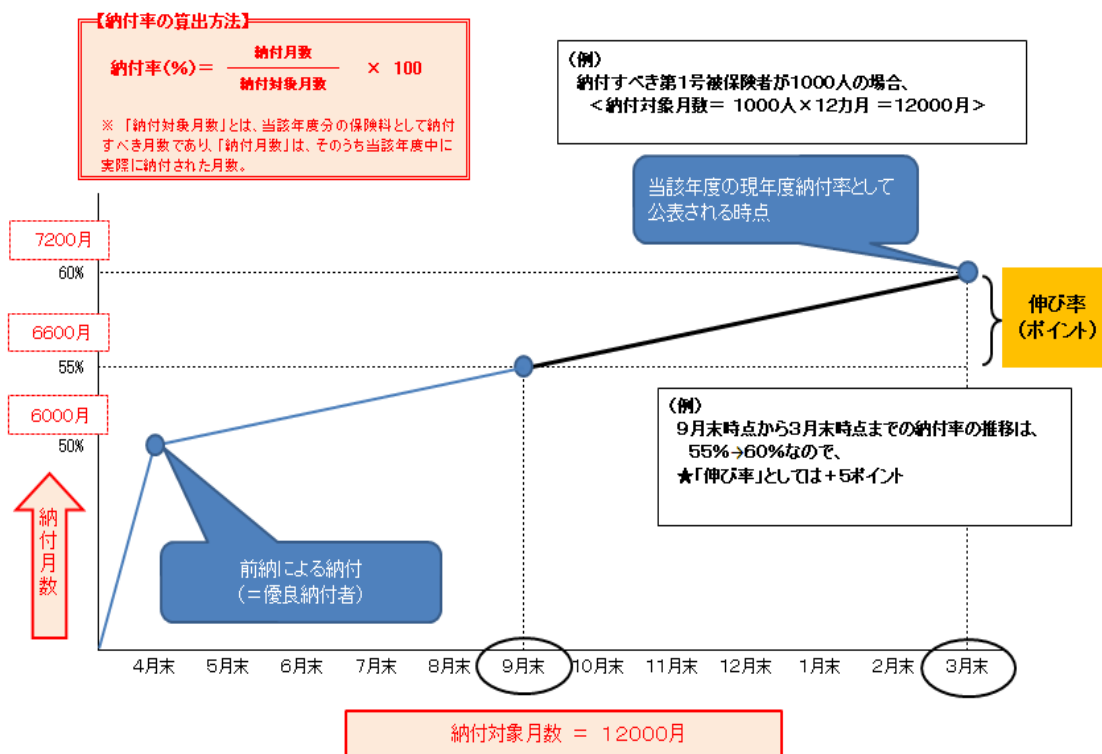 【納付率の算出方法】
納付率(%)＝ 納付月数 / 納付対象月数 × 100
※ 「納付対象月数」とは、当該年度分の保険料として納付
すべき月数であり、「納付月数」は、そのうち当該年度中に
実際に納付された月数。
(例)
納付すべき第1号被保険者が1000人の場合、
＜納付対象月数＝ 1000人×12カ月 ＝12000月＞
当該年度の現年度納付率として
公表される時点
7200月
60%
6600月
55%
6000月
50%
伸び率
(ポイント)
(例)
9月末時点から3月末時点までの納付率の推移は、
55%→60%なので、
★「伸び率」としては＋5ポイント
納付月数
前納による納付
(＝優良納付者)
4月末 5月末 6月末 7月末 8月末 9月末 10月末 11月末 12月末 1月末 2月末 3月末
納付対象月数 ＝ 12000月